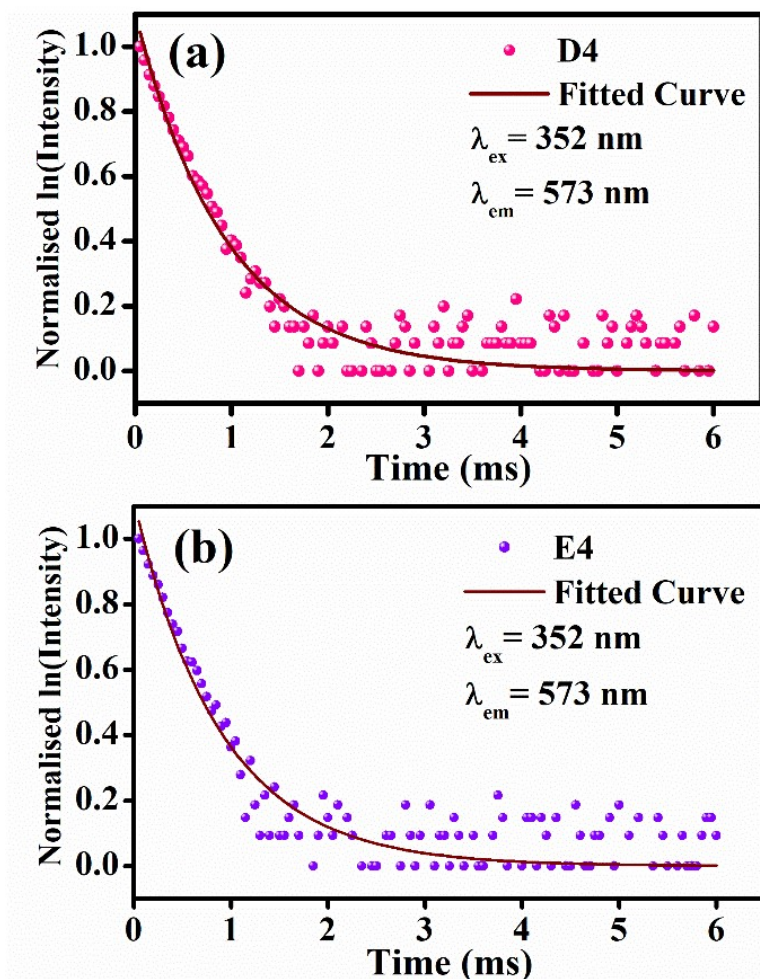 (a)
D4
Fitted Curve
λex= 352 nm
λem= 573 nm
Normalised ln(Intensity)
1.0
0.8
0.6
0.4
0.2
0.0
0 1 2 3 4 5 6
Time (ms)
(b)
E4
Fitted Curve
λex= 352 nm
λem= 573 nm
Normalised ln(Intensity)
1.0
0.8
0.6
0.4
0.2
0.0
0 1 2 3 4 5 6
Time (ms)